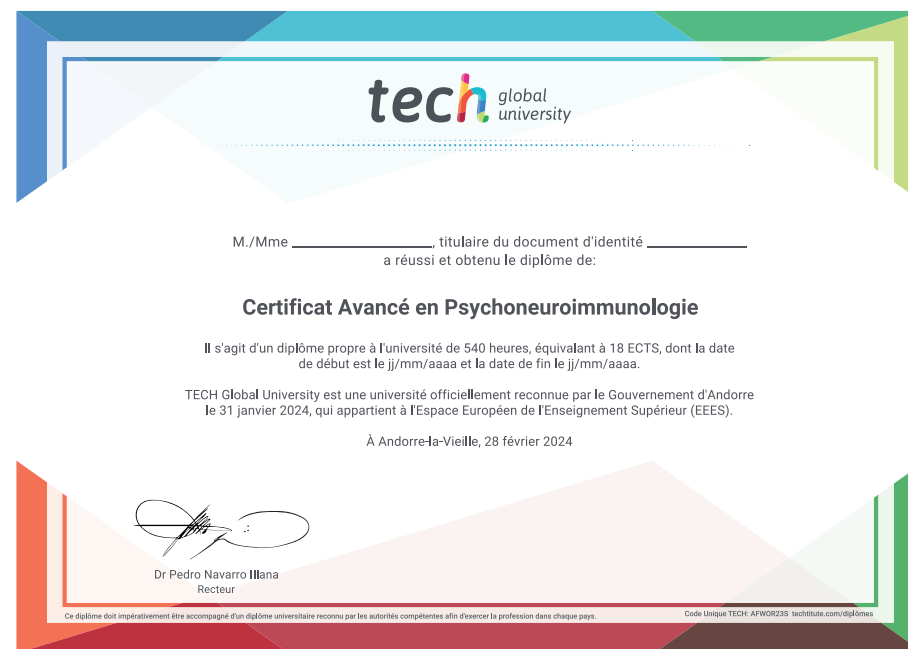 tech global university
M./Mme ____________, titulaire du document d'identité ____________
a réussi et obtenu le diplôme de:
Certificat Avancé en Psychoneuroimmunologie
Il s'agit d'un diplôme propre à l'université de 540 heures, équivalant à 18 ECTS, dont la date
de début est le jj/mm/aaaa et la date de fin le jj/mm/aaaa.
TECH Global University est une université officiellement reconnue par le Gouvernement d'Andorre
le 31 janvier 2024, qui appartient à l'Espace Européen de l'Enseignement Supérieur (EEES).
À Andorre-la-Vieille, 28 février 2024
Dr Pedro Navarro Illana
Recteur
Ce diplôme doit impérativement être accompagné d'un diplôme universitaire reconnu par les autorités compétentes afin d'exercer la profession dans chaque pays.
Code Unique TECH: AFWOR23S techtitute.com/diplômes